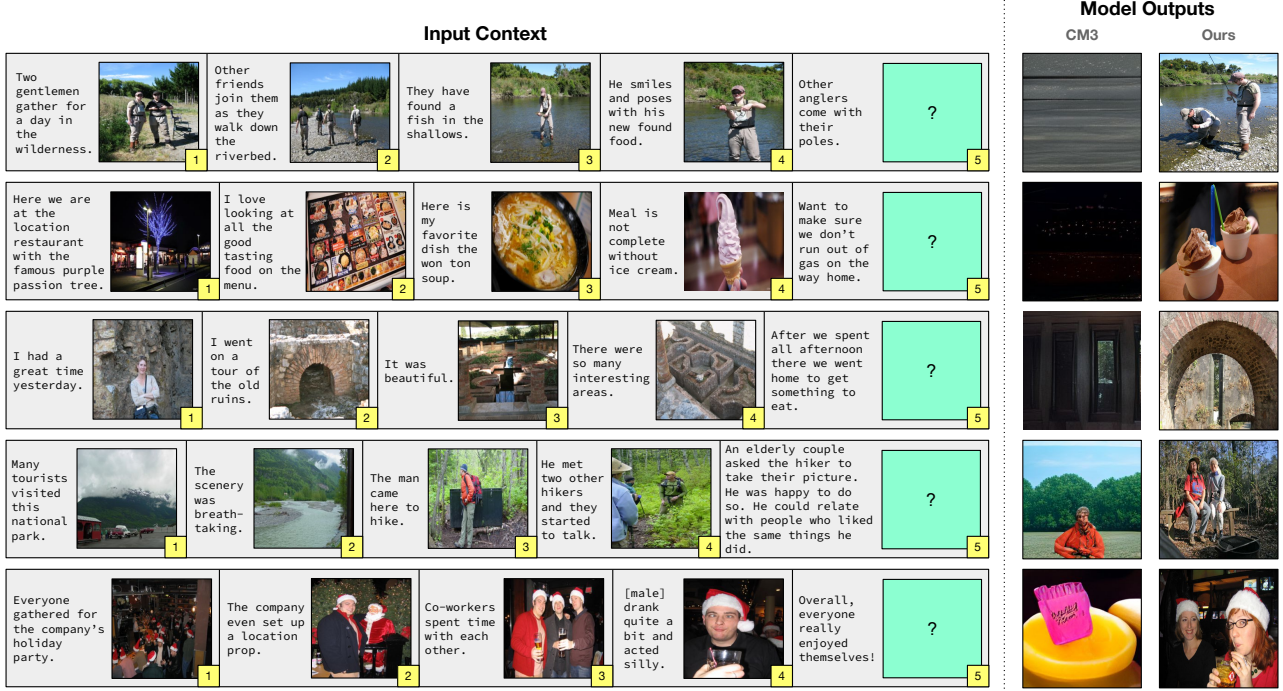 Input Context
Model Outputs
CM3
Ours
Two
gentlemen
gather for
a day in
the
wilderness.
1
Other
friends
join them
as they
walk down
the
riverbed.
2
They have
found a
fish in the
shallows.
3
He smiles
and poses
with his
new found
food.
4
Other
anglers
come with
their
poles.
?
5
Here we are
at the
location
restaurant
with the
famous purple
passion tree.
1
I love
looking at
all the
good
tasting
food on the
menu.
2
Here is
my
favorite
dish the
won ton
soup.
3
Meal is
not
complete
without
ice cream.
4
Want to
make sure
we don't
run out of
gas on the
way home.
?
5
I had a
great time
yesterday.
1
I went
on a
tour of
the old
ruins.
2
It was
beautiful.
3
There were
so many
interesting
areas.
4
After we spent
all afternoon
there we went
home to get
something to
eat.
?
5
Many
tourists
visited
this
national
park.
1
The
scenery
was
breath-
taking.
2
The man
came
here to
hike.
3
He met
two other
hikers
and they
started
to talk.
4
An elderly couple
asked the hiker to
take their picture.
He was happy to do
so. He could relate
with people who liked
the same things he
did.
?
5
Everyone
gathered for
the company's
holiday
party.
1
The company
even set up
a location
prop.
2
Co-workers
spent time
with each
other.
3
[male]
drank
quite a
bit and
acted
silly.
4
Overall,
everyone
really
enjoyed
themselves!
?
5